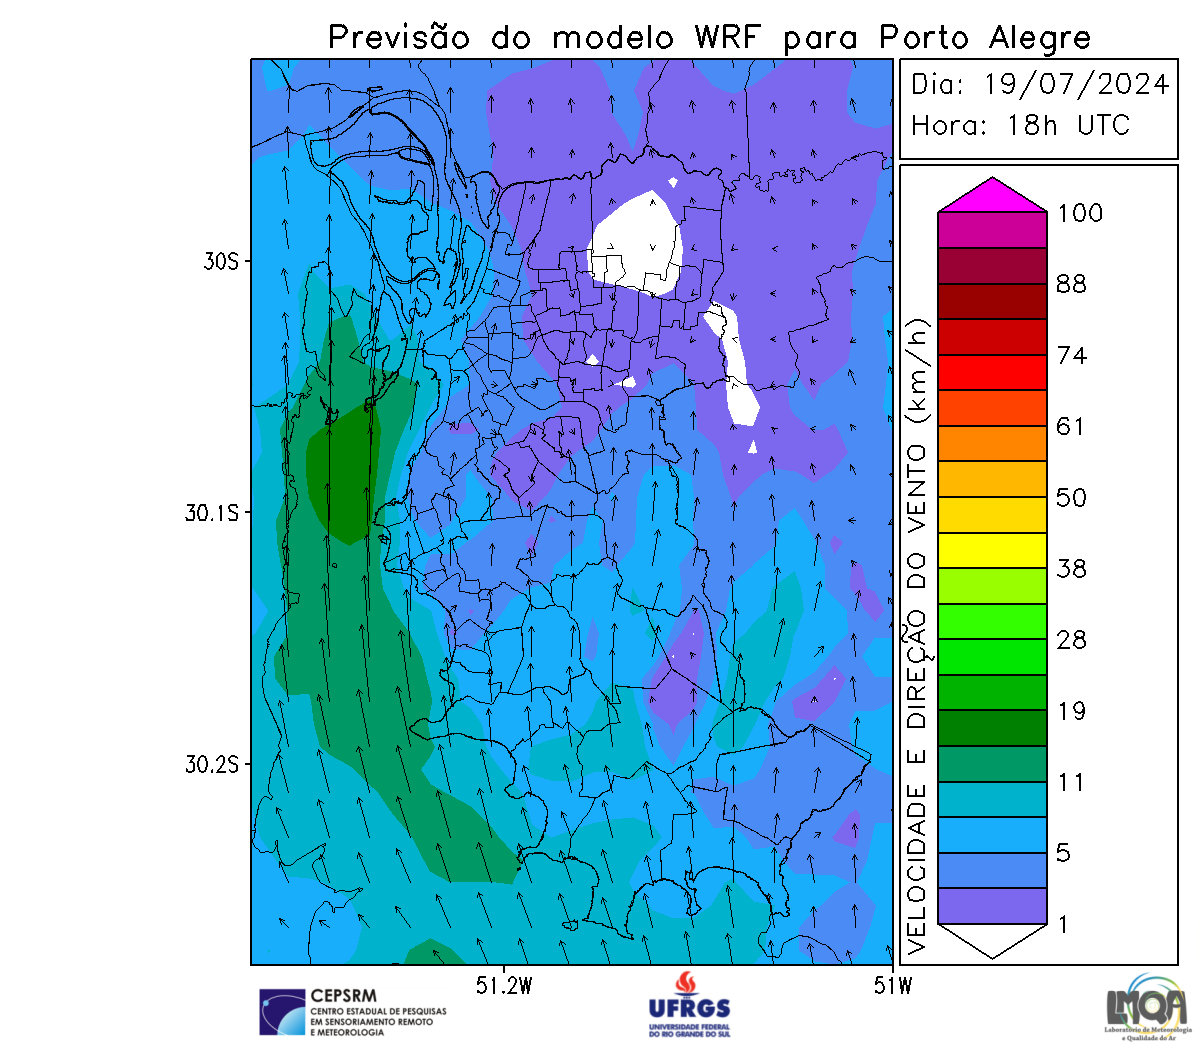 Previsão do modelo WRF para Porto Alegre
Dia: 19/07/2024
Hora: 18h UTC
30S
30.1S
30.2S
51.2W
51W
VELOCIDADE E DIREÇÃO DO VENTO (km/h)
100
88
74
61
50
38
28
19
11
5
1
CEPSRM
CENTRO ESTADUAL DE PESQUISAS
EM SENSORIAMENTO REMOTO
E METEOROLOGIA
UFRGS
UNIVERSIDADE FEDERAL
DO RIO GRANDE DO SUL
LMQA
Laboratório de Meteorologia
e Qualidade do Ar